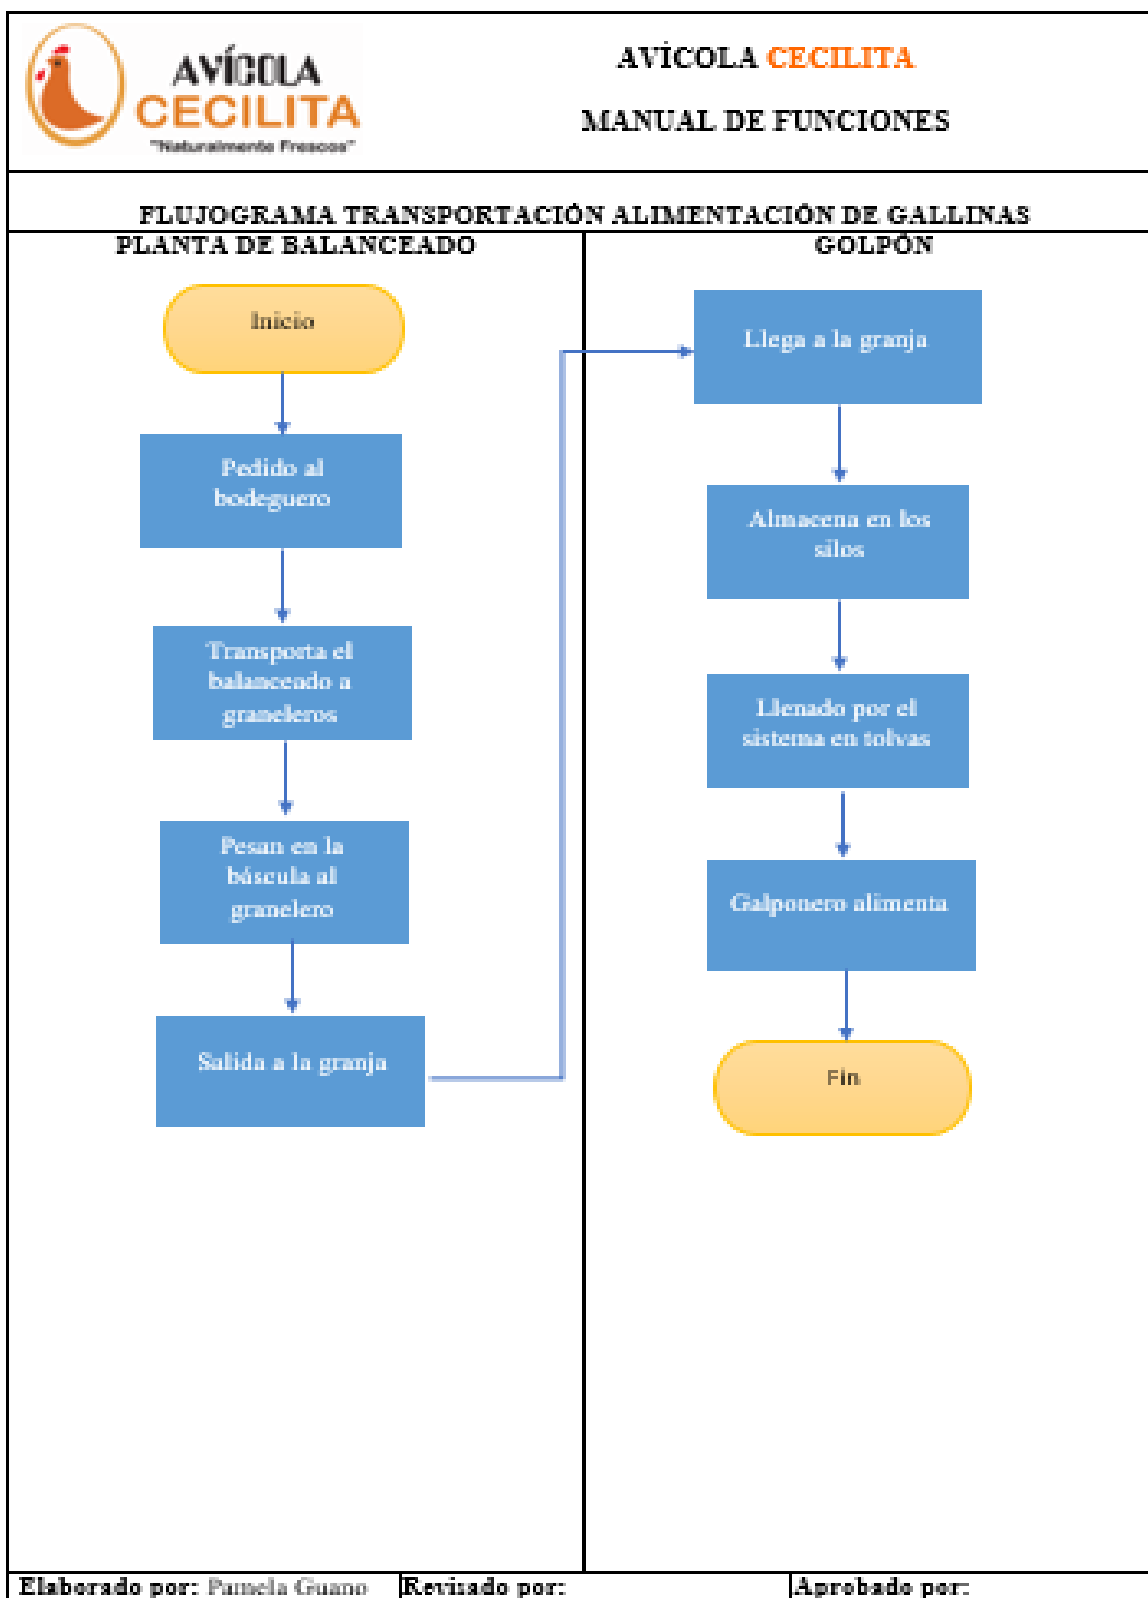 AVÍCOLA
CECILITA
"Naturalmente Frescos"
AVÍCOLA CECILITA
MANUAL DE FUNCIONES
FLUJOGRAMA TRANSPORTACIÓN ALIMENTACIÓN DE GALLINAS
PLANTA DE BALANCEADO
Inicio
Pedido al
bodeguero
Transporta el
balanceado a
graneleros
Pesan en la
báscula al
granelero
Salida a la granja
GOLPÓN
Llega a la granja
Almacena en los
silos
Llenado por el
sistema en tolvas
Galponero alimenta
Fin
Elaborado por: Pamela Guano
Revisado por:
Aprobado por: